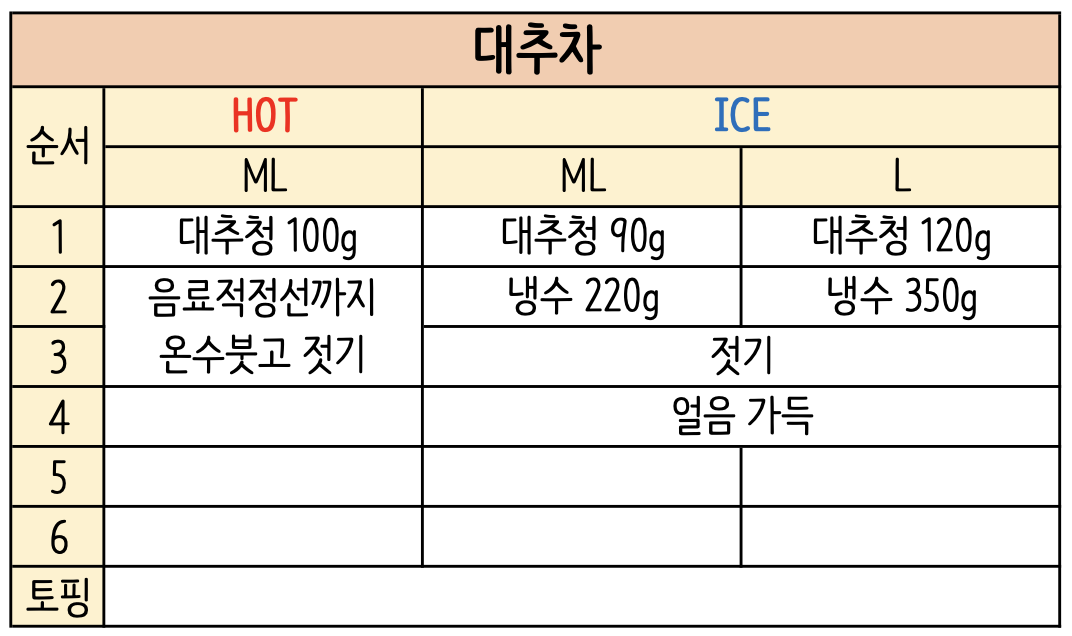 대추차
순서 HOT ICE
ML ML L
1 대추청 100g 대추청 90g 대추청 120g
2 음료적정선까지 냉수 220g 냉수 350g
3 온수붓고 젓기 젓기
4 얼음 가득
5
6
토핑